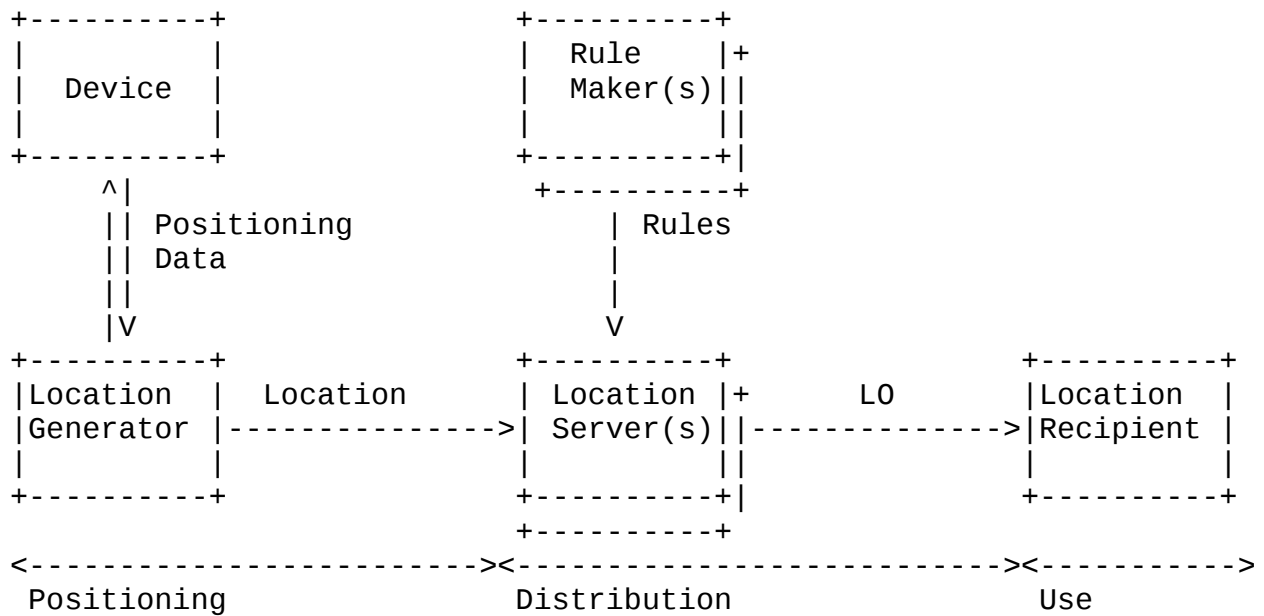 Rule
Device Maker(s)
Positioning Rules
Data
Location Location Location LO Location
Generator Server(s) Recipient
Positioning Distribution Use